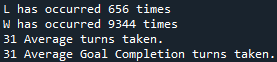 L has occurred 656 times
W has occurred 9344 times
31 Average turns taken.
31 Average Goal Completion turns taken.